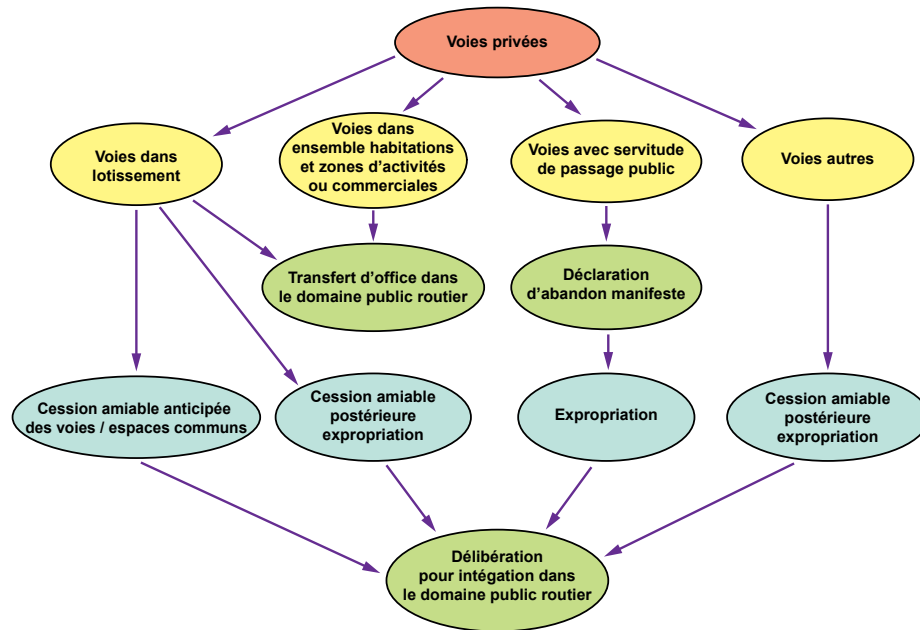 Voies privées
Voies dans
lotissement
Voies dans
ensemble habitations
et zones d'activités
ou commerciales
Voies avec servitude
de passage public
Voies autres
Transfert d'office dans
le domaine public routier
Déclaration
d'abandon manifeste
Cession amiable anticipée
des voies / espaces communs
Cession amiable
postérieure
expropriation
Expropriation
Cession amiable
postérieure
expropriation
Délibération
pour intégation dans
le domaine public routier